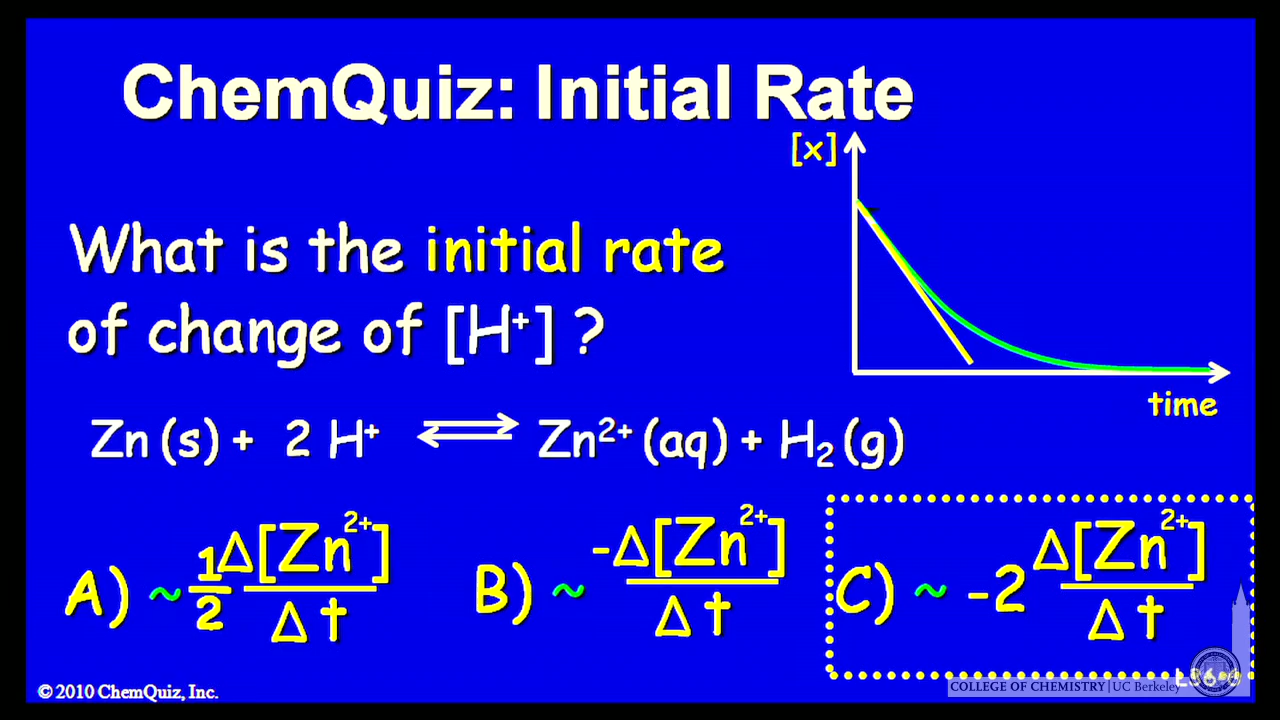 ChemQuiz: Initial Rate
[x]
What is the initial rate
of change of [H⁺] ?
time
Zn (s) + 2 H⁺ ⇌ Zn²⁺ (aq) + H₂ (g)
A) ~ 1/2 Δ[Zn²⁺]/Δt
B) ~ -Δ[Zn²⁺]/Δt
C) ~ -2 Δ[Zn²⁺]/Δt
© 2010 ChemQuiz, Inc.
COLLEGE OF CHEMISTRY | UC Berkeley